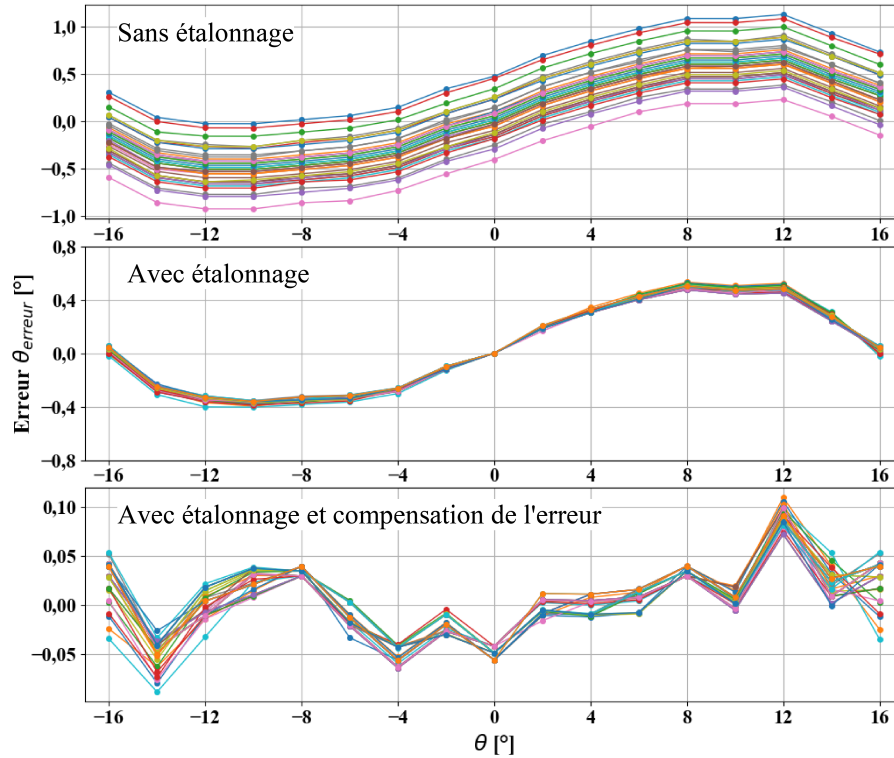 Sans étalonnage
1,0
0,5
0,0
−0,5
−1,0
−16 −12 −8 −4 0 4 8 12 16
Avec étalonnage
0,8
0,4
0,0
−0,4
−0,8
−16 −12 −8 −4 0 4 8 12 16
Erreur θerreur [°]
Avec étalonnage et compensation de l'erreur
0,10
0,05
0,00
−0,05
−16 −12 −8 −4 0 4 8 12 16
θ [°]